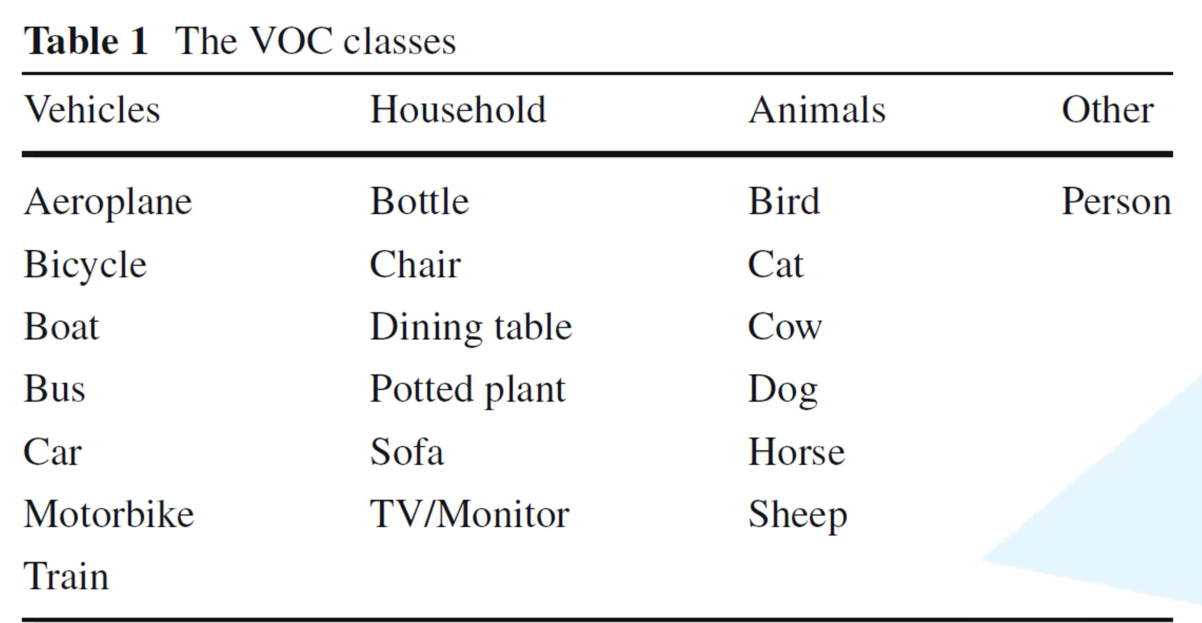 Table 1 The VOC classes
Vehicles Household Animals Other
Aeroplane Bottle Bird Person
Bicycle Chair Cat
Boat Dining table Cow
Bus Potted plant Dog
Car Sofa Horse
Motorbike TV/Monitor Sheep
Train